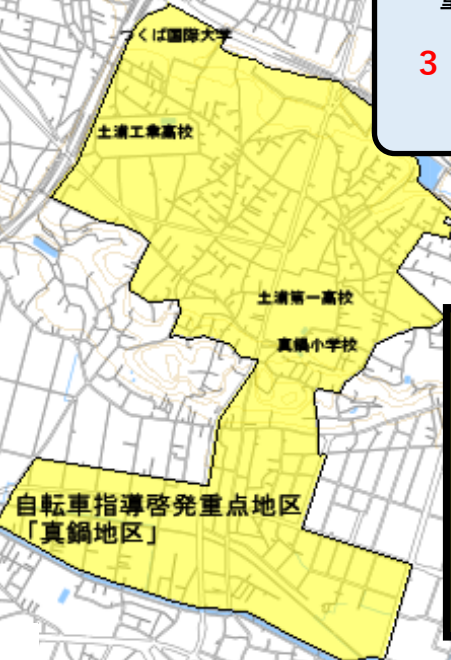 つくば国際大学
3
土浦工業高校
土浦第一高校
真鍋小学校
自転車指導啓発重点地区
「真鍋地区」